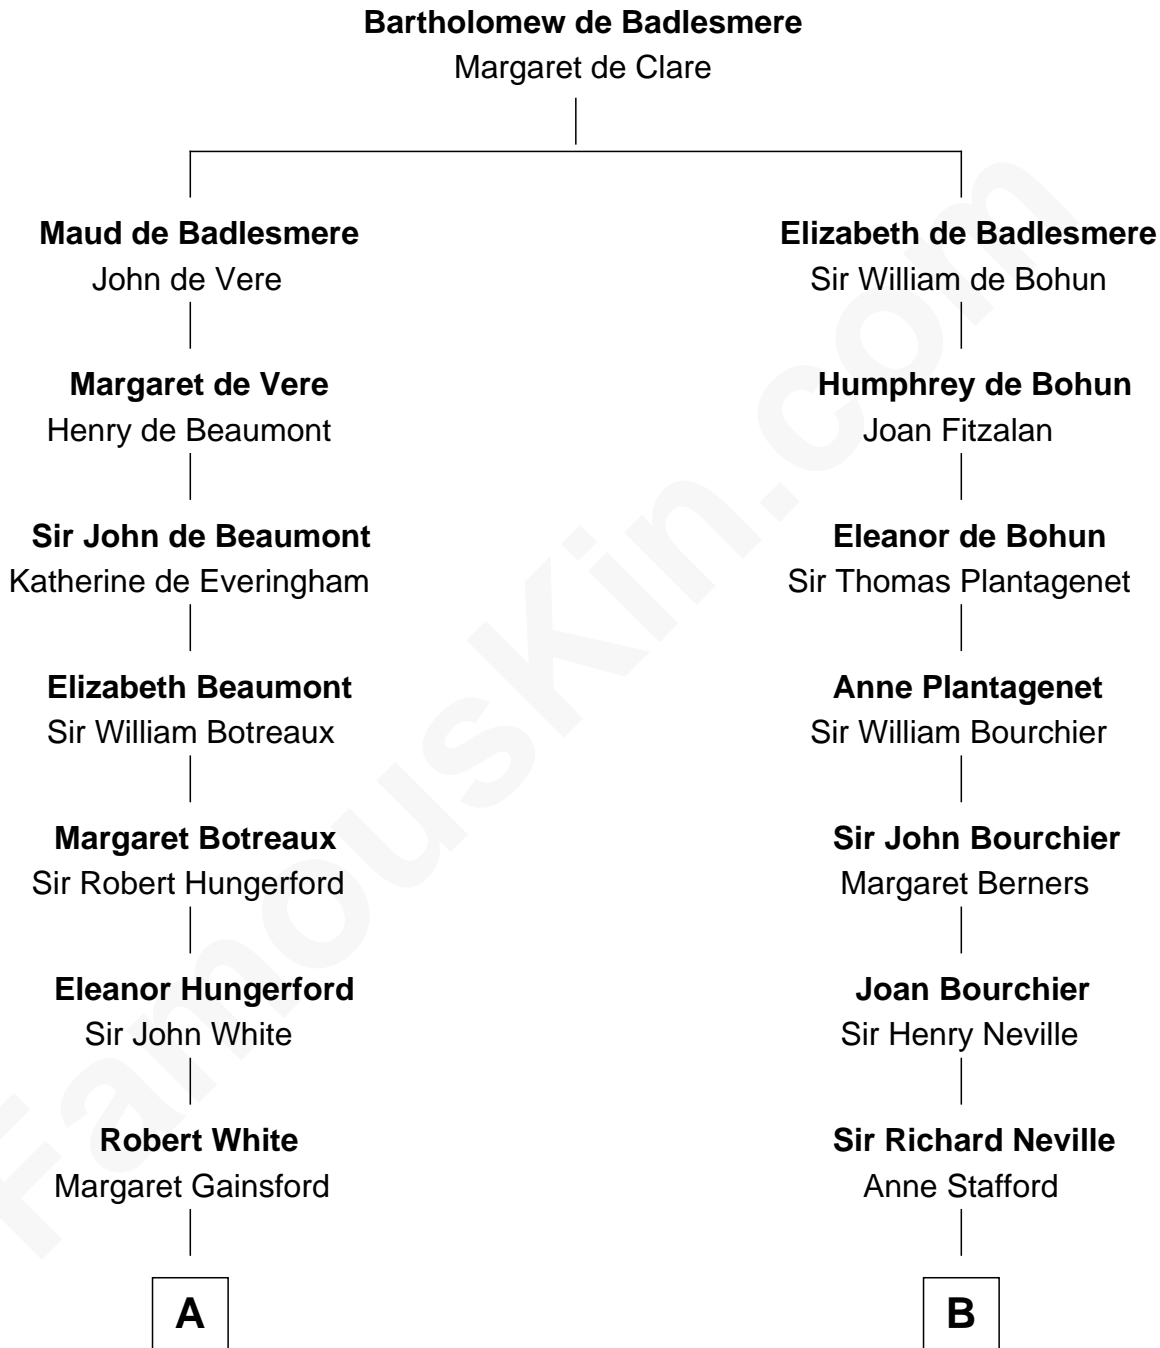 Bartholomew de Badlesmere
Margaret de Clare
Maud de Badlesmere
John de Vere
Elizabeth de Badlesmere
Sir William de Bohun
Margaret de Vere
Henry de Beaumont
Humphrey de Bohun
Joan Fitzalan
Sir John de Beaumont
Katherine de Everingham
Eleanor de Bohun
Sir Thomas Plantagenet
Elizabeth Beaumont
Sir William Botreaux
Anne Plantagenet
Sir William Bourchier
Margaret Botreaux
Sir Robert Hungerford
Sir John Bourchier
Margaret Berners
Eleanor Hungerford
Sir John White
Joan Bourchier
Sir Henry Neville
Robert White
Margaret Gainsford
Sir Richard Neville
Anne Stafford
A
B
FamousKin.com